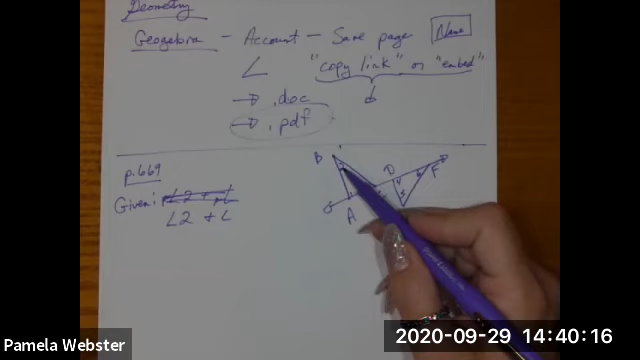 Geometry
Geogebra - Account - Save page Name
∠ "copy link" or "embed"
→ .doc
→ .pdf
p.669
Given:
∠2 + ∠
B
D
F
A
4
5
Pamela Webster
2020-09-29 14:40:16